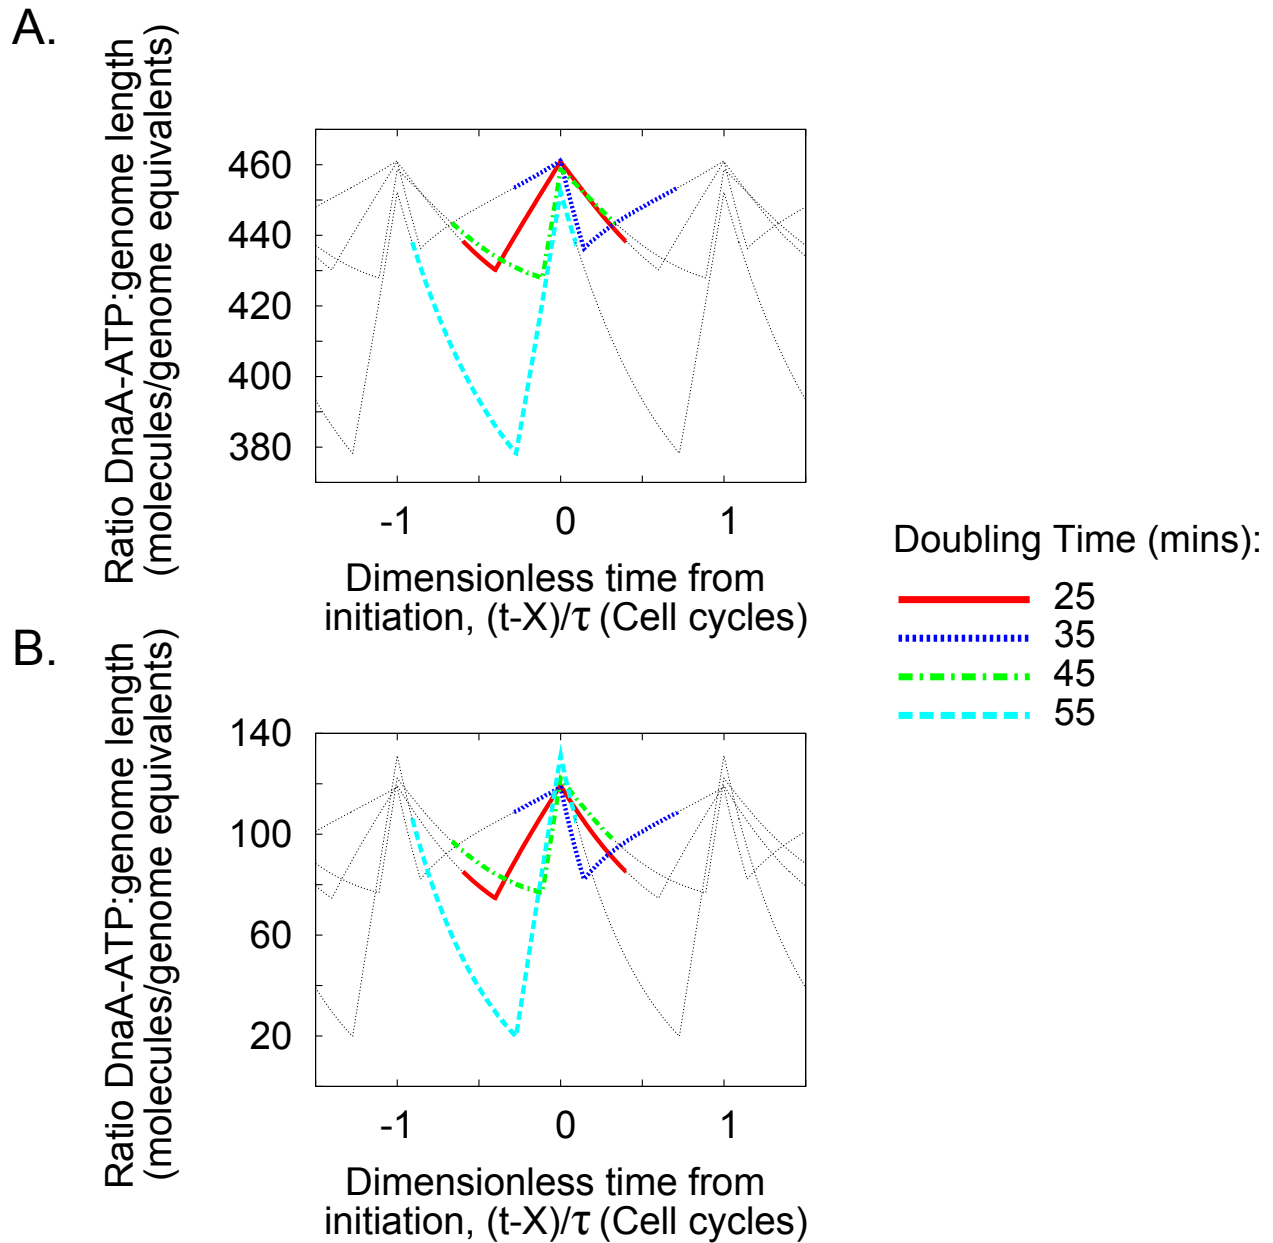 A.
Ratio DnaA-ATP:genome length
(molecules/genome equivalents)
460
440
420
400
380
-1
0
1
Dimensionless time from
initiation, (t-X)/τ (Cell cycles)
Doubling Time (mins):
25
35
45
55
B.
Ratio DnaA-ATP:genome length
(molecules/genome equivalents)
140
100
60
20
-1
0
1
Dimensionless time from
initiation, (t-X)/τ (Cell cycles)